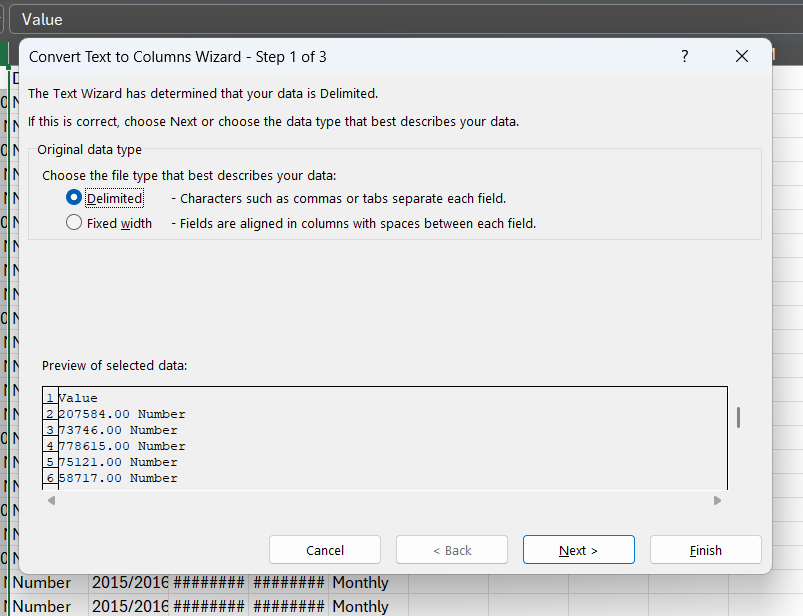 Value
Convert Text to Columns Wizard - Step 1 of 3 ?
The Text Wizard has determined that your data is Delimited.
If this is correct, choose Next or choose the data type that best describes your data.
Original data type
Choose the file type that best describes your data:
Delimited - Characters such as commas or tabs separate each field.
Fixed width - Fields are aligned in columns with spaces between each field.
Preview of selected data:
1 Value
2 207584.00 Number
3 73746.00 Number
4 778615.00 Number
5 75121.00 Number
6 58717.00 Number
Cancel < Back Next > Finish
Number 2015/2016 ######## ######## Monthly
Number 2015/2016 ######## ######## Monthly